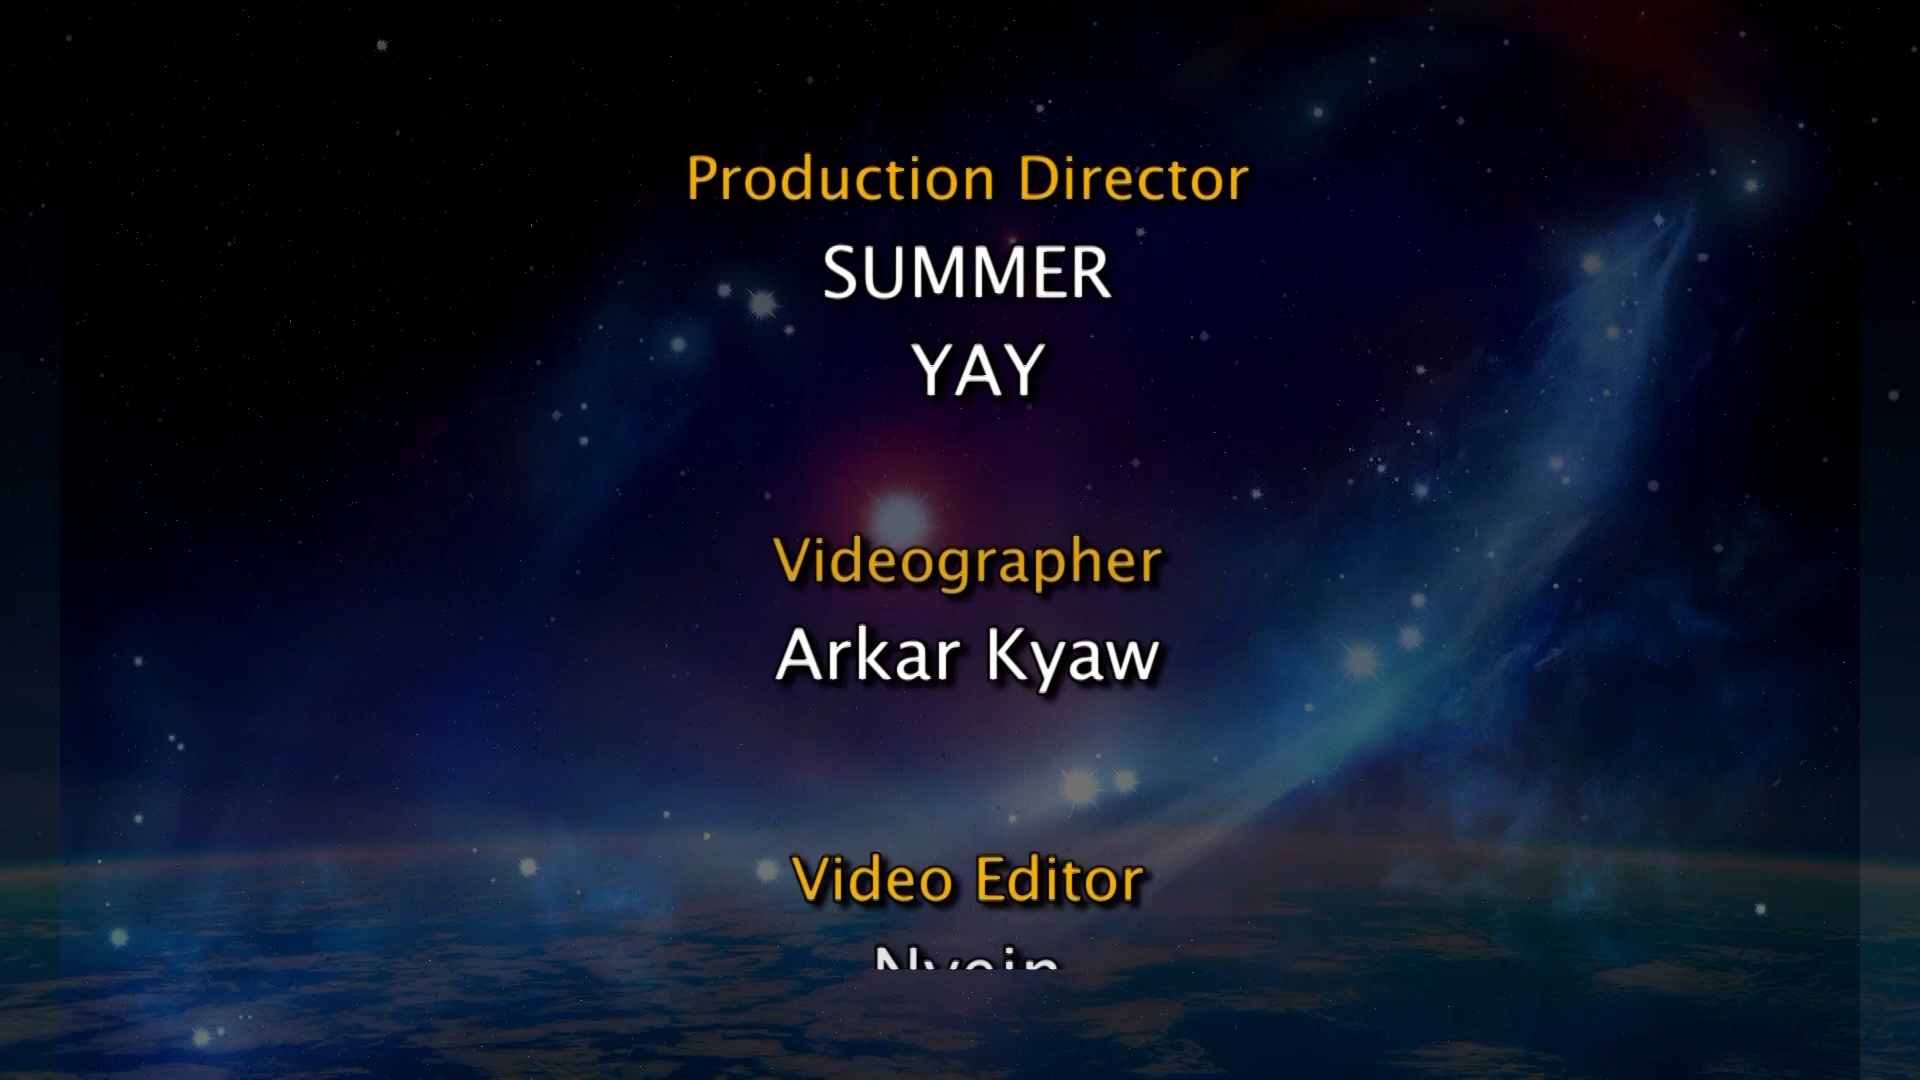 Production Director
SUMMER
YAY
Videographer
Arkar Kyaw
Video Editor